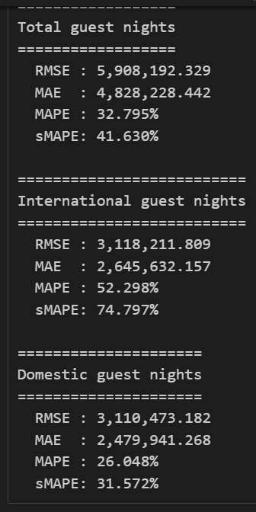 ==================
Total guest nights
==================
RMSE : 5,908,192.329
MAE : 4,828,228.442
MAPE : 32.795%
sMAPE: 41.630%
==========================
International guest nights
==========================
RMSE : 3,118,211.809
MAE : 2,645,632.157
MAPE : 52.298%
sMAPE: 74.797%
=====================
Domestic guest nights
=====================
RMSE : 3,110,473.182
MAE : 2,479,941.268
MAPE : 26.048%
sMAPE: 31.572%